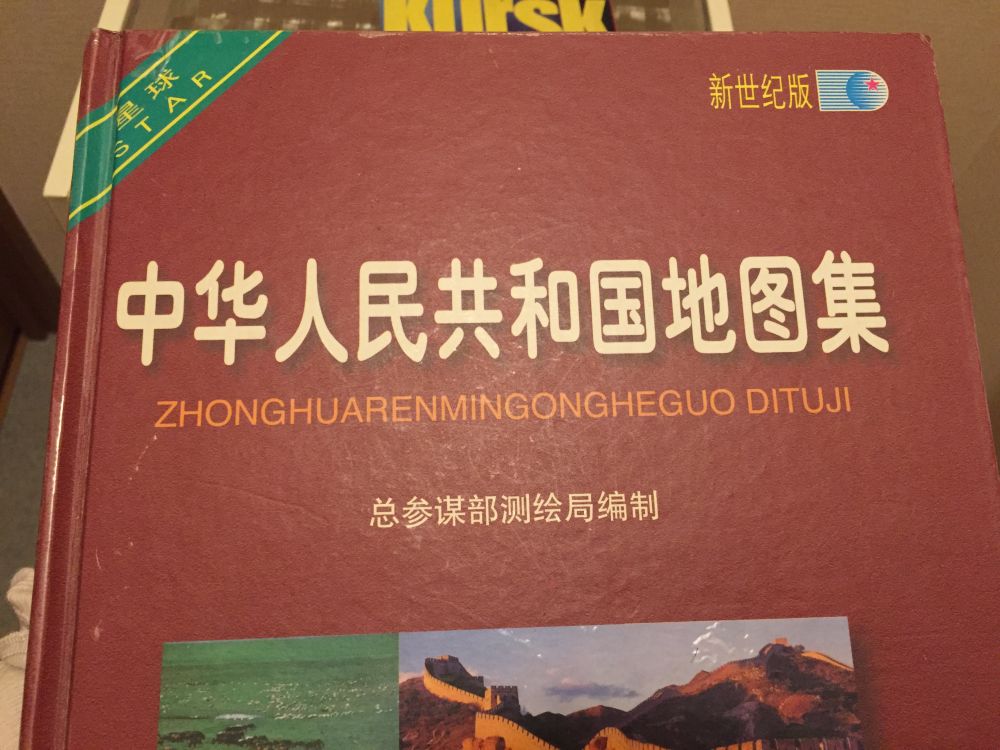 Kursk
星球
STAR
新世纪版
中华人民共和国地图集
ZHONGHUARENMINGONGHEGUO DITUJI
总参谋部测绘局编制